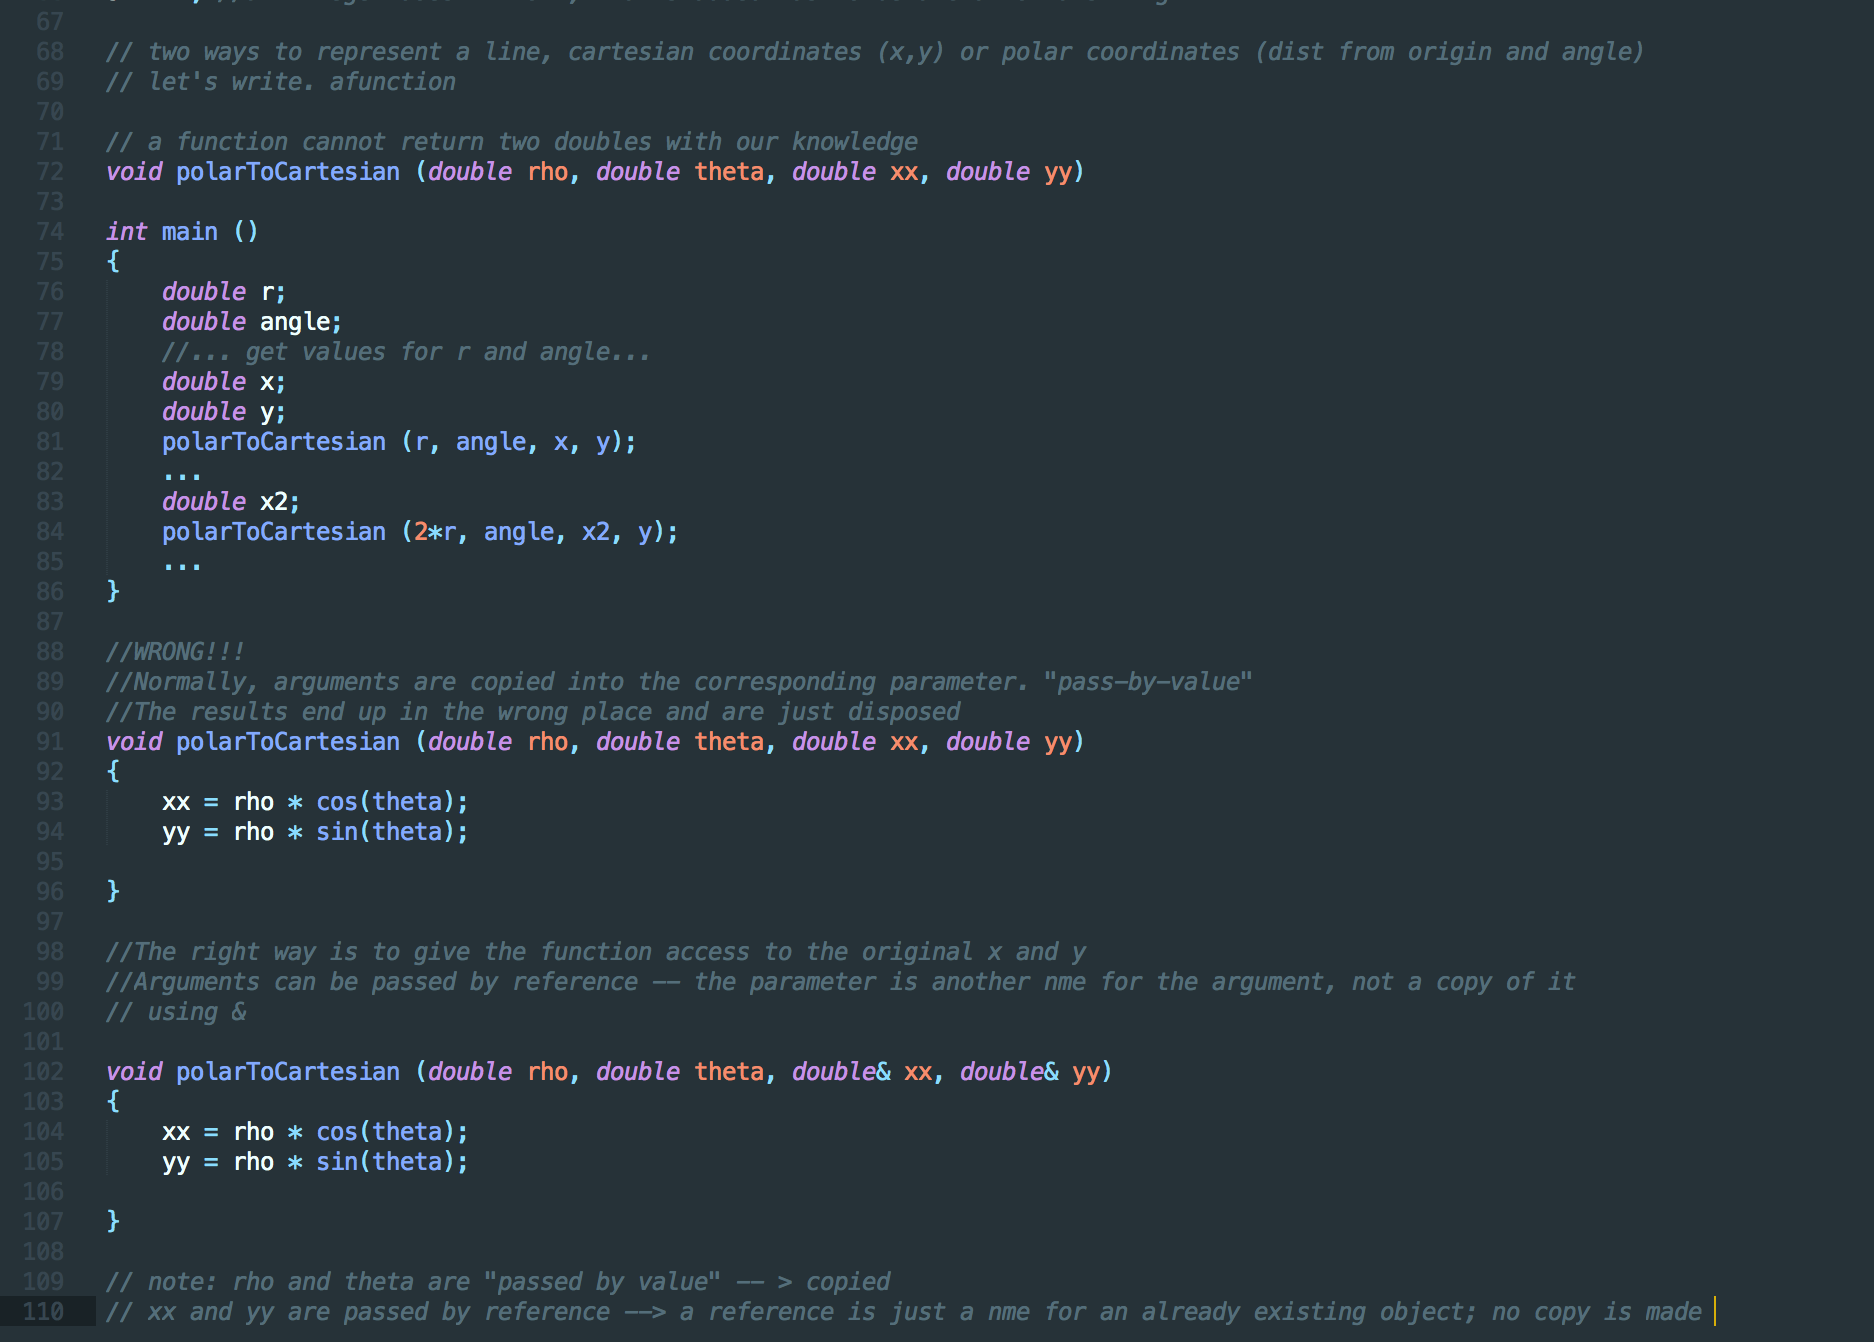 67
68 // two ways to represent a line, cartesian coordinates (x,y) or polar coordinates (dist from origin and angle)
69 // let's write. afunction
70
71 // a function cannot return two doubles with our knowledge
72 void polarToCartesian (double rho, double theta, double xx, double yy)
73
74 int main ()
75 {
76     double r;
77     double angle;
78     //... get values for r and angle...
79     double x;
80     double y;
81     polarToCartesian (r, angle, x, y);
82     ...
83     double x2;
84     polarToCartesian (2*r, angle, x2, y);
85     ...
86 }
87
88 //WRONG!!!
89 //Normally, arguments are copied into the corresponding parameter. "pass-by-value"
90 //The results end up in the wrong place and are just disposed
91 void polarToCartesian (double rho, double theta, double xx, double yy)
92 {
93     xx = rho * cos(theta);
94     yy = rho * sin(theta);
95
96 }
97
98 //The right way is to give the function access to the original x and y
99 //Arguments can be passed by reference -- the parameter is another nme for the argument, not a copy of it
100 // using &
101
102 void polarToCartesian (double rho, double theta, double& xx, double& yy)
103 {
104     xx = rho * cos(theta);
105     yy = rho * sin(theta);
106
107 }
108
109 // note: rho and theta are "passed by value" -- > copied
110 // xx and yy are passed by reference --> a reference is just a nme for an already existing object; no copy is made